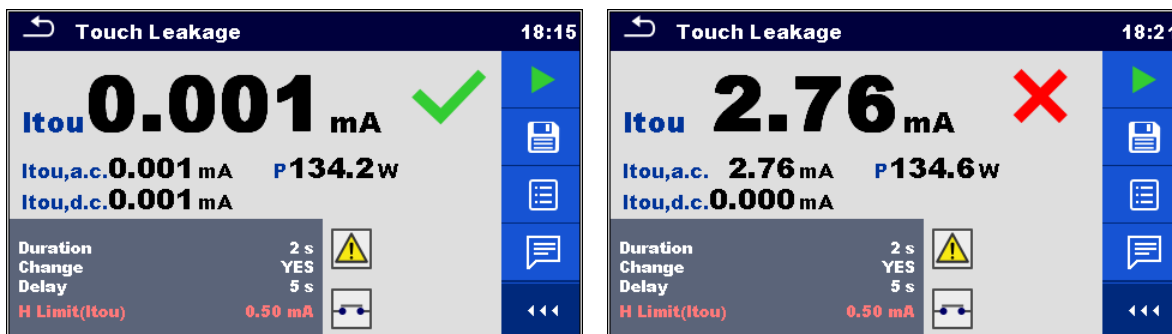 Touch Leakage 18:15
Itou 0.001 mA
Itou,a.c. 0.001 mA P 134.2 W
Itou,d.c. 0.001 mA
Duration 2 s
Change YES
Delay 5 s
H Limit(Itou) 0.50 mA
Touch Leakage 18:21
Itou 2.76 mA
Itou,a.c. 2.76 mA P 134.6 W
Itou,d.c. 0.000 mA
Duration 2 s
Change YES
Delay 5 s
H Limit(Itou) 0.50 mA